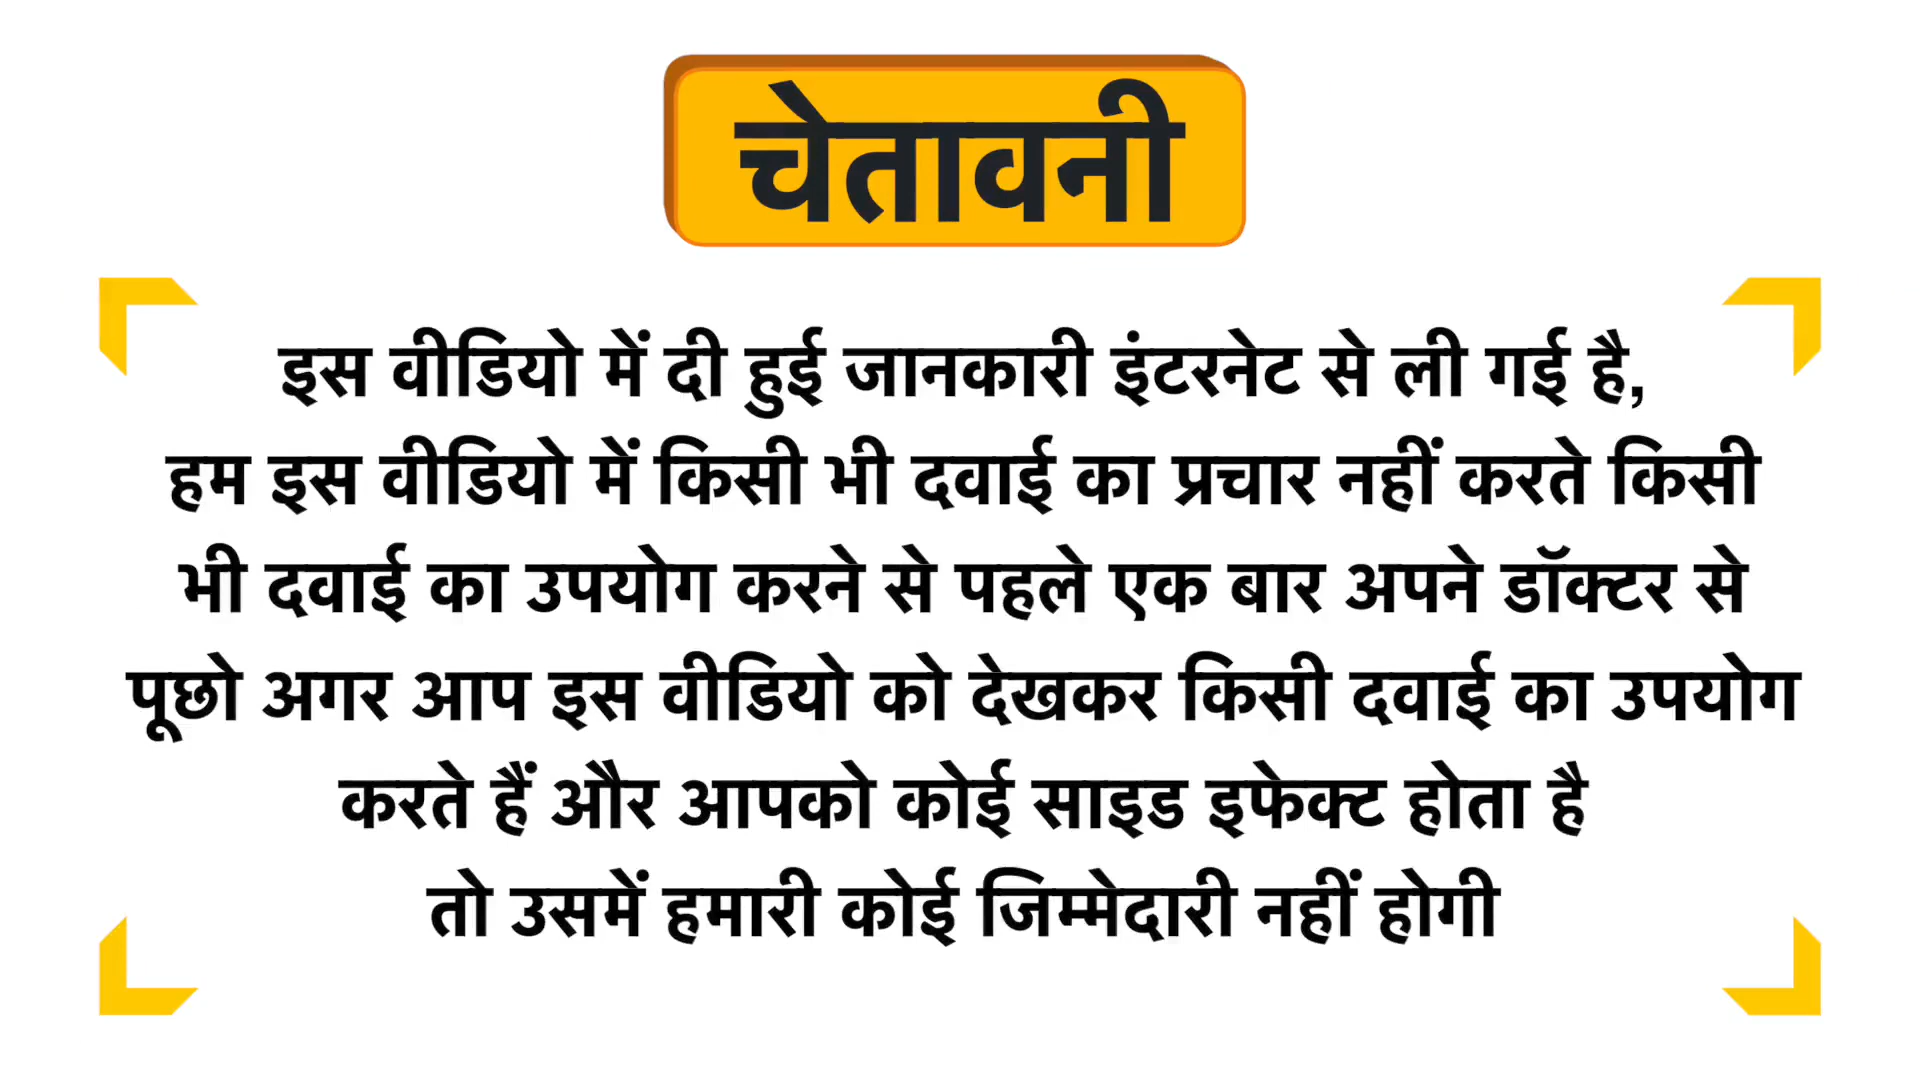 चेतावनी
इस वीडियो में दी हुई जानकारी इंटरनेट से ली गई है,
हम इस वीडियो में किसी भी दवाई का प्रचार नहीं करते किसी
भी दवाई का उपयोग करने से पहले एक बार अपने डॉक्टर से
पूछो अगर आप इस वीडियो को देखकर किसी दवाई का उपयोग
करते हैं और आपको कोई साइड इफेक्ट होता है
तो उसमें हमारी कोई जिम्मेदारी नहीं होगी